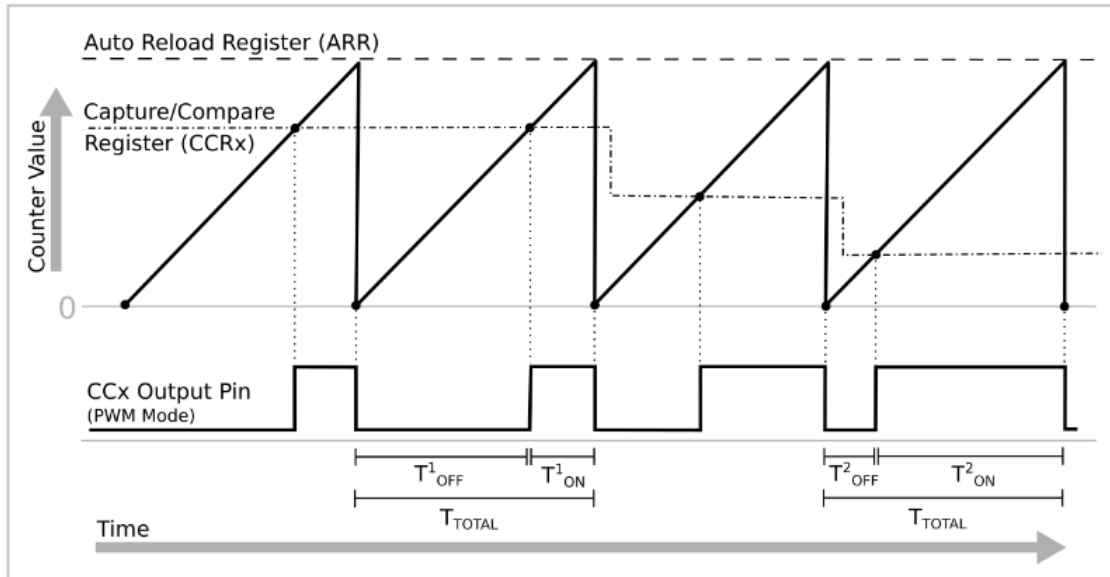 Auto Reload Register (ARR)
Capture/Compare
Register (CCRx)
Counter Value
0
CCx Output Pin
(PWM Mode)
T¹OFF
T¹ON
T²OFF
T²ON
TTOTAL
TTOTAL
Time